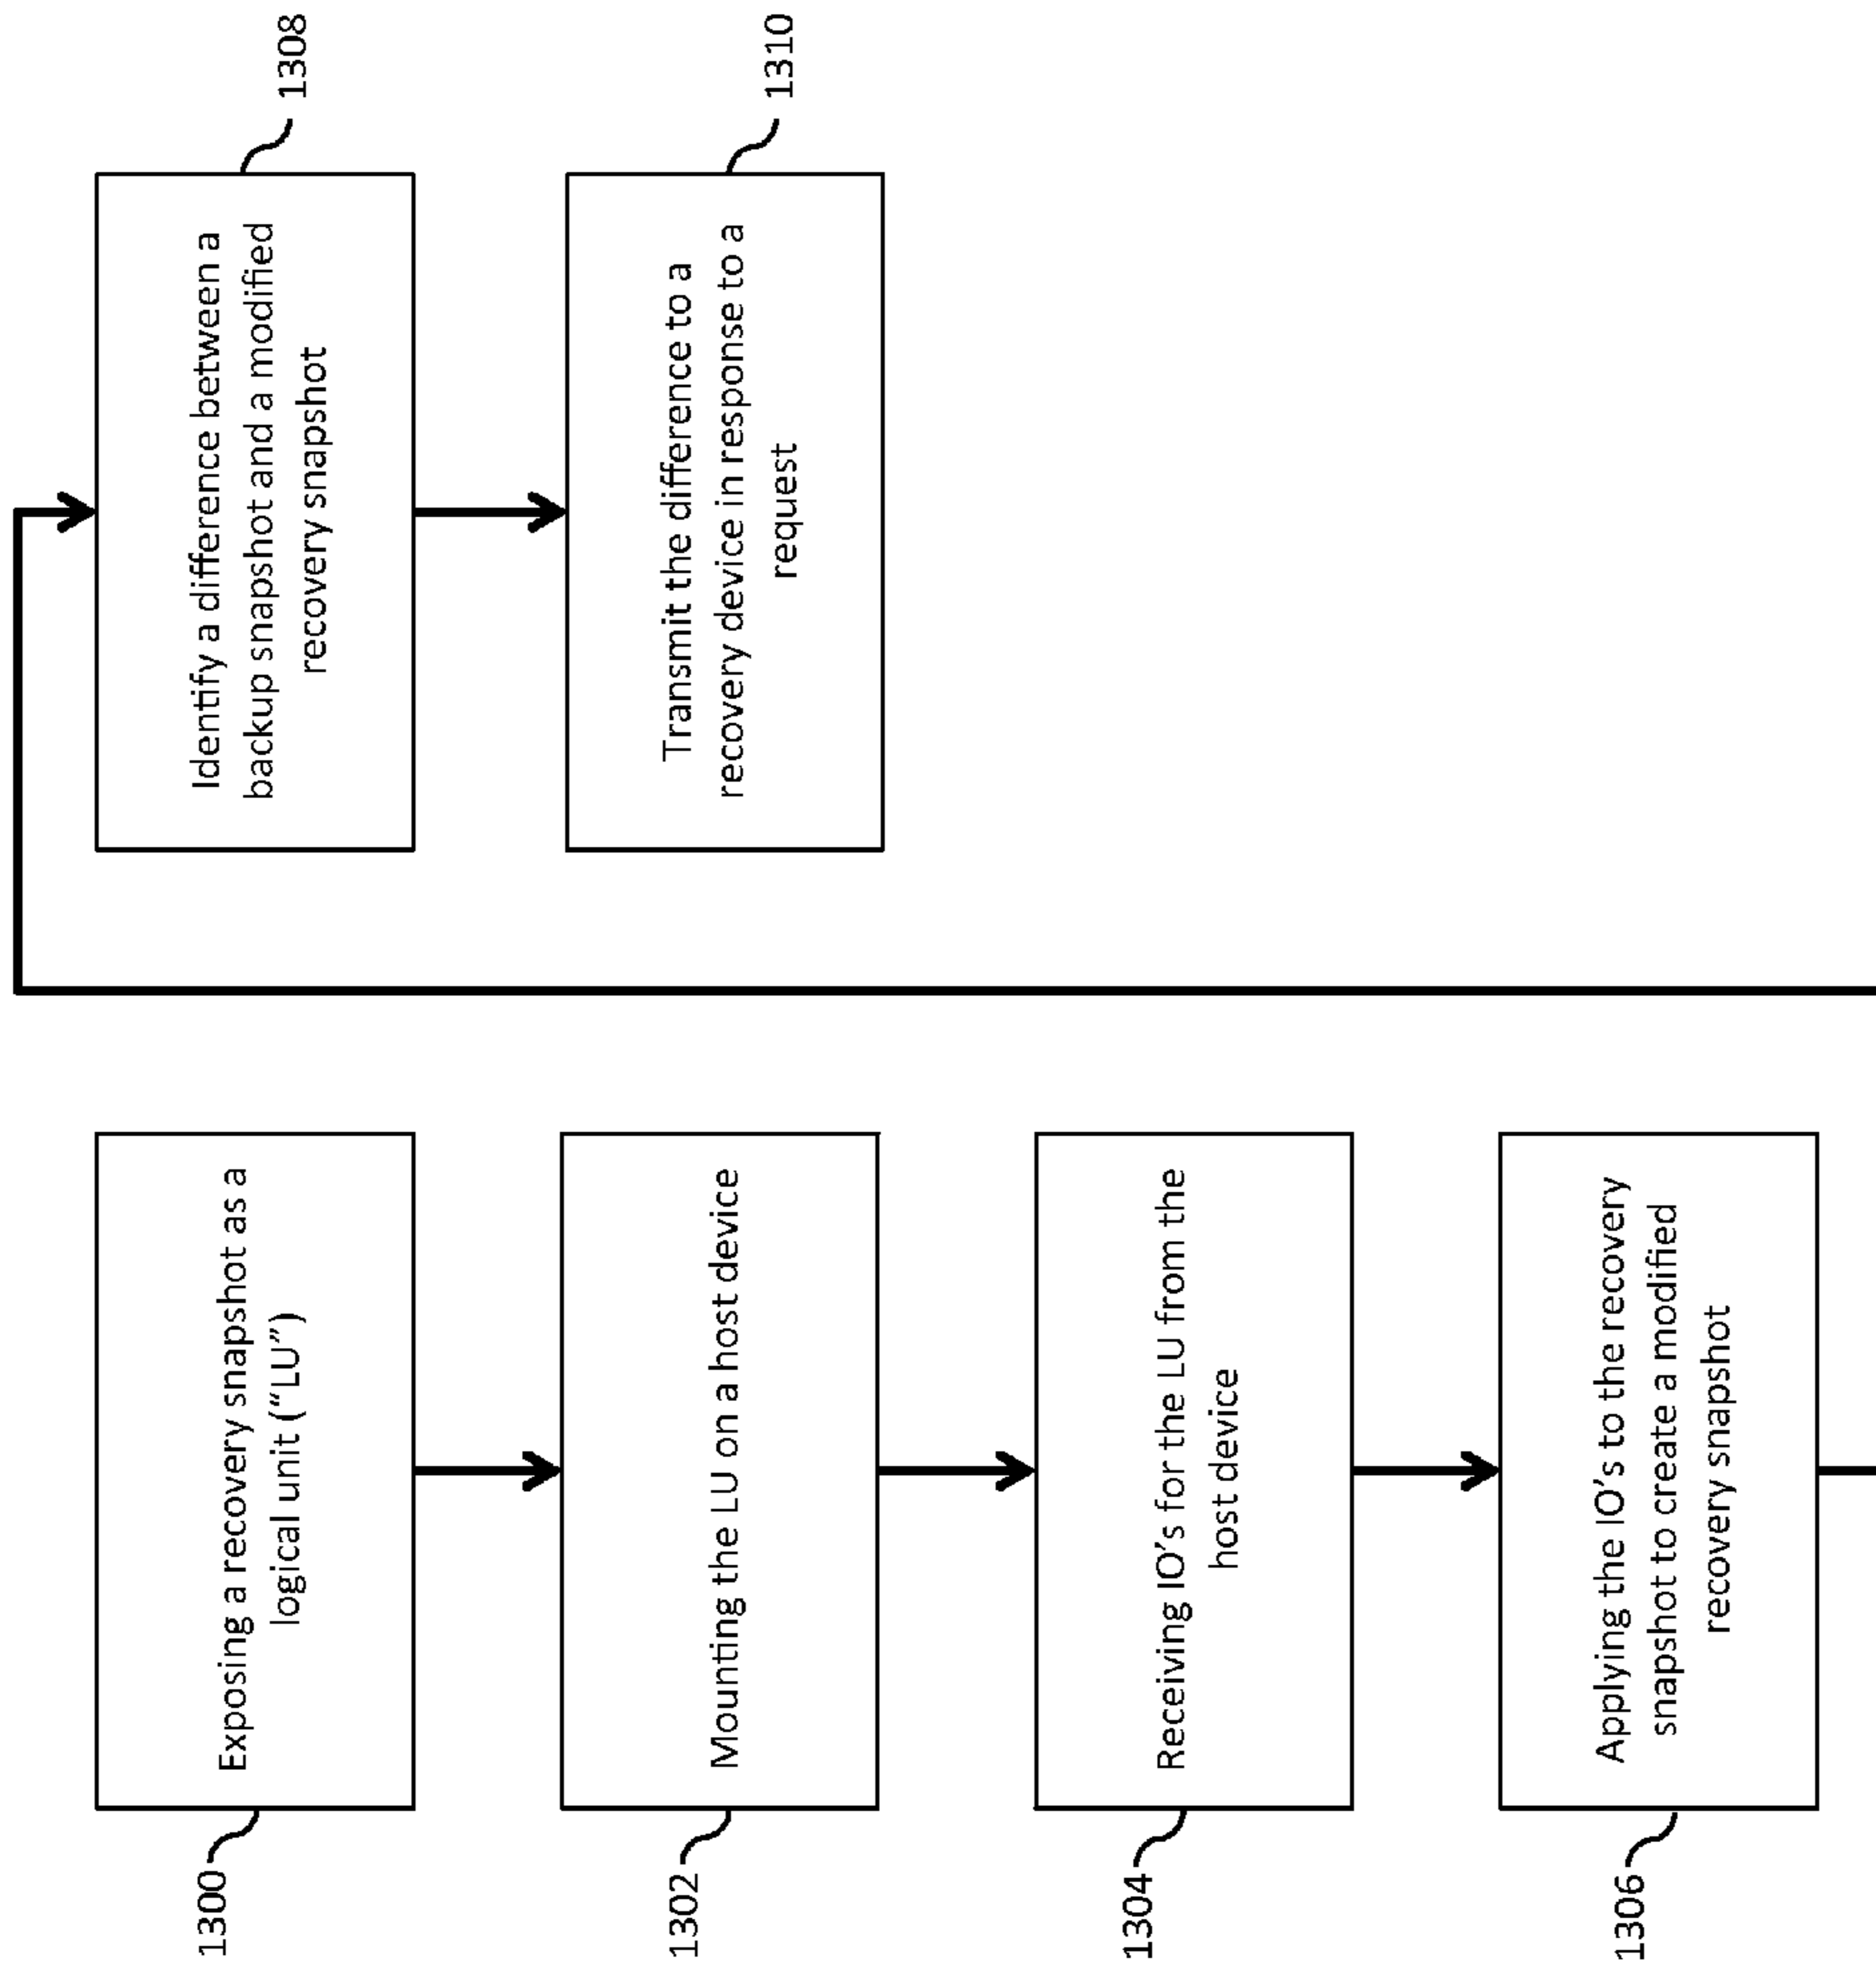 1300
Exposing a recovery snapshot as a
logical unit (“LU”)
1302
Mounting the LU on a host device
1304
Receiving IO’s for the LU from the
host device
1306
Applying the IO’s to the recovery
snapshot to create a modified
recovery snapshot
1308
Identify a difference between a
backup snapshot and a modified
recovery snapshot
1310
Transmit the difference to a
recovery device in response to a
request